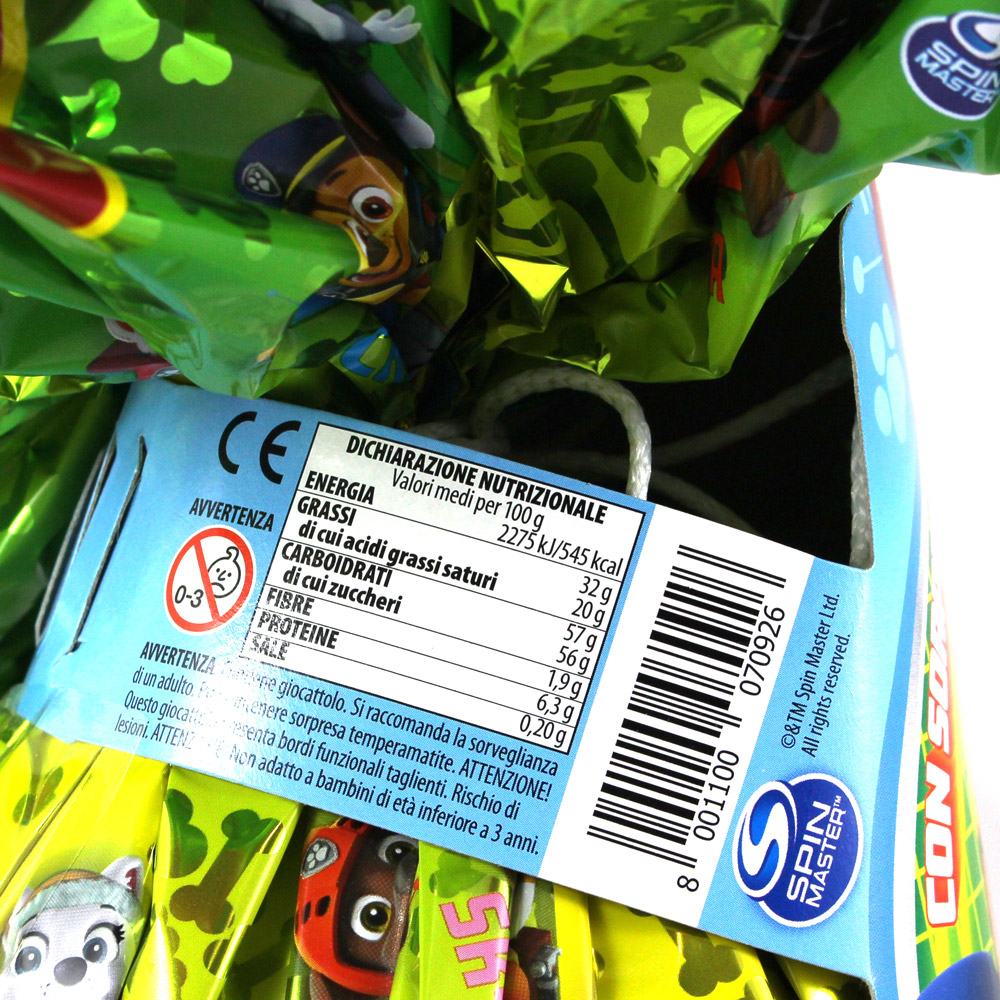 SPIN
MASTER
CE
DICHIARAZIONE NUTRIZIONALE
Valori medi per 100 g
ENERGIA 2275 kJ/545 kcal
GRASSI 32 g
di cui acidi grassi saturi 20 g
CARBOIDRATI 57 g
di cui zuccheri 56 g
FIBRE 1,9 g
PROTEINE 6,3 g
SALE 0,20 g
AVVERTENZA
0-3
AVVERTENZA giocattolo. Si raccomanda la sorveglianza
di un adulto. sorpresa temperamatite. ATTENZIONE!
Questo bordi funzionali taglienti. Rischio di
lesioni. Non adatto a bambini di età inferiore a 3 anni.
8 001100 070926
©&TM Spin Master Ltd.
All rights reserved.
SPIN
MASTER™
CON